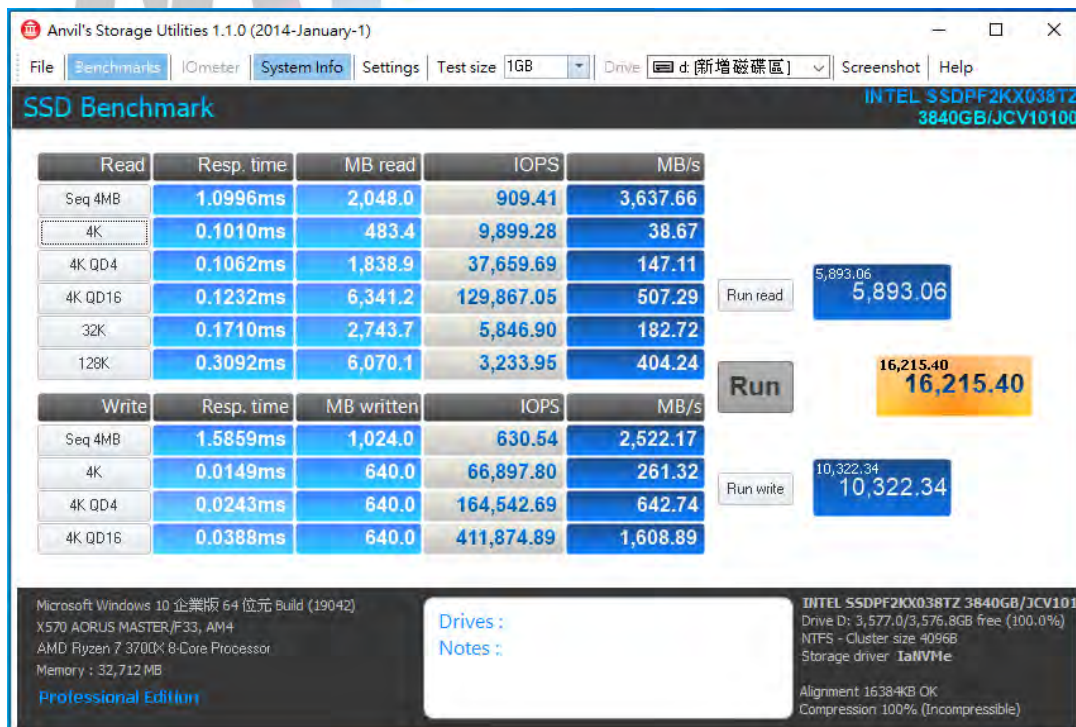 Anvil's Storage Utilities 1.1.0 (2014-January-1)
File Benchmarks IOmeter System Info Settings Test size 1GB Drive d: [新增磁碟區] Screenshot Help
SSD Benchmark
INTEL SSDPF2KX038TZ
3840GB/JCV10100
Read Resp. time MB read IOPS MB/s
Seq 4MB 1.0996ms 2,048.0 909.41 3,637.66
4K 0.1010ms 483.4 9,899.28 38.67
4K QD4 0.1062ms 1,838.9 37,659.69 147.11
4K QD16 0.1232ms 6,341.2 129,867.05 507.29
32K 0.1710ms 2,743.7 5,846.90 182.72
128K 0.3092ms 6,070.1 3,233.95 404.24
Run read
5,893.06
5,893.06
Run
16,215.40
16,215.40
Write Resp. time MB written IOPS MB/s
Seq 4MB 1.5859ms 1,024.0 630.54 2,522.17
4K 0.0149ms 640.0 66,897.80 261.32
4K QD4 0.0243ms 640.0 164,542.69 642.74
4K QD16 0.0388ms 640.0 411,874.89 1,608.89
Run write
10,322.34
10,322.34
Microsoft Windows 10 企業版 64 位元 Build (19042)
X570 AORUS MASTER/F33, AM4
AMD Ryzen 7 3700X 8-Core Processor
Memory : 32,712 MB
Professional Edition
Drives :
Notes :
INTEL SSDPF2KX038TZ 3840GB/JCV101
Drive D: 3,577.0/3,576.8GB free (100.0%)
NTFS - Cluster size 4096B
Storage driver IaNVMe
Alignment 16384KB OK
Compression 100% (Incompressible)